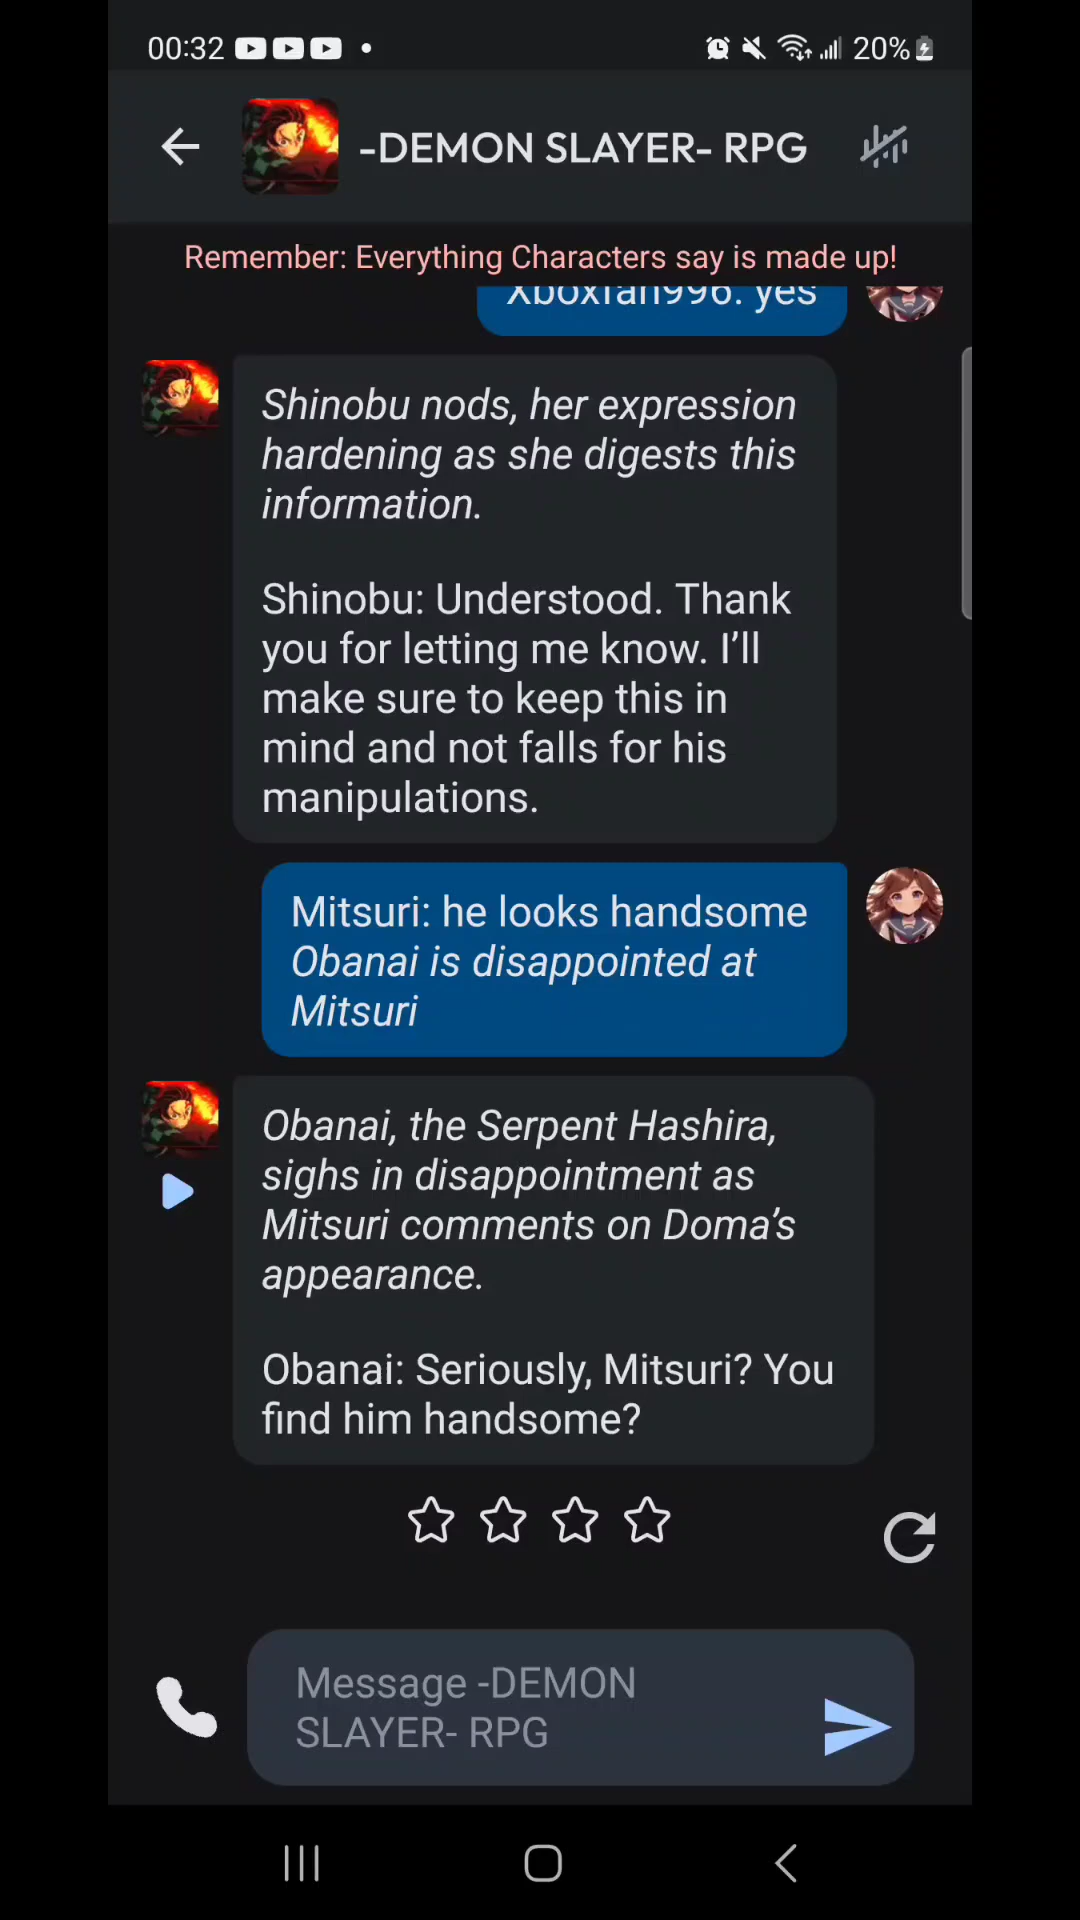 00:32
20%
-DEMON SLAYER- RPG
Remember: Everything Characters say is made up!
Xboxfan996: yes
Shinobu nods, her expression
hardening as she digests this
information.
Shinobu: Understood. Thank
you for letting me know. I’ll
make sure to keep this in
mind and not falls for his
manipulations.
Mitsuri: he looks handsome
Obanai is disappointed at
Mitsuri
Obanai, the Serpent Hashira,
sighs in disappointment as
Mitsuri comments on Doma’s
appearance.
Obanai: Seriously, Mitsuri? You
find him handsome?
Message -DEMON
SLAYER- RPG